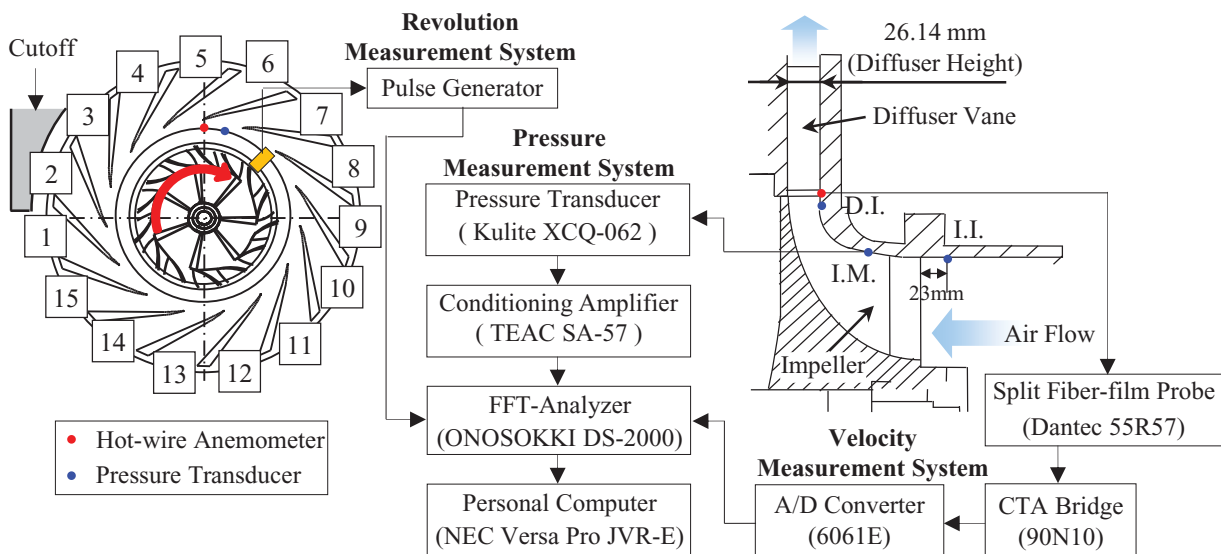 Cutoff
1
2
3
4
5
6
7
8
9
10
11
12
13
14
15
Hot-wire Anemometer
Pressure Transducer
Revolution
Measurement System
Pulse Generator
Pressure
Measurement System
Pressure Transducer
( Kulite XCQ-062 )
Conditioning Amplifier
( TEAC SA-57 )
FFT-Analyzer
(ONOSOKKI DS-2000)
Personal Computer
(NEC Versa Pro JVR-E)
26.14 mm
(Diffuser Height)
Diffuser Vane
D.I.
I.I.
I.M.
23mm
Air Flow
Impeller
Split Fiber-film Probe
(Dantec 55R57)
Velocity
Measurement System
A/D Converter
(6061E)
CTA Bridge
(90N10)